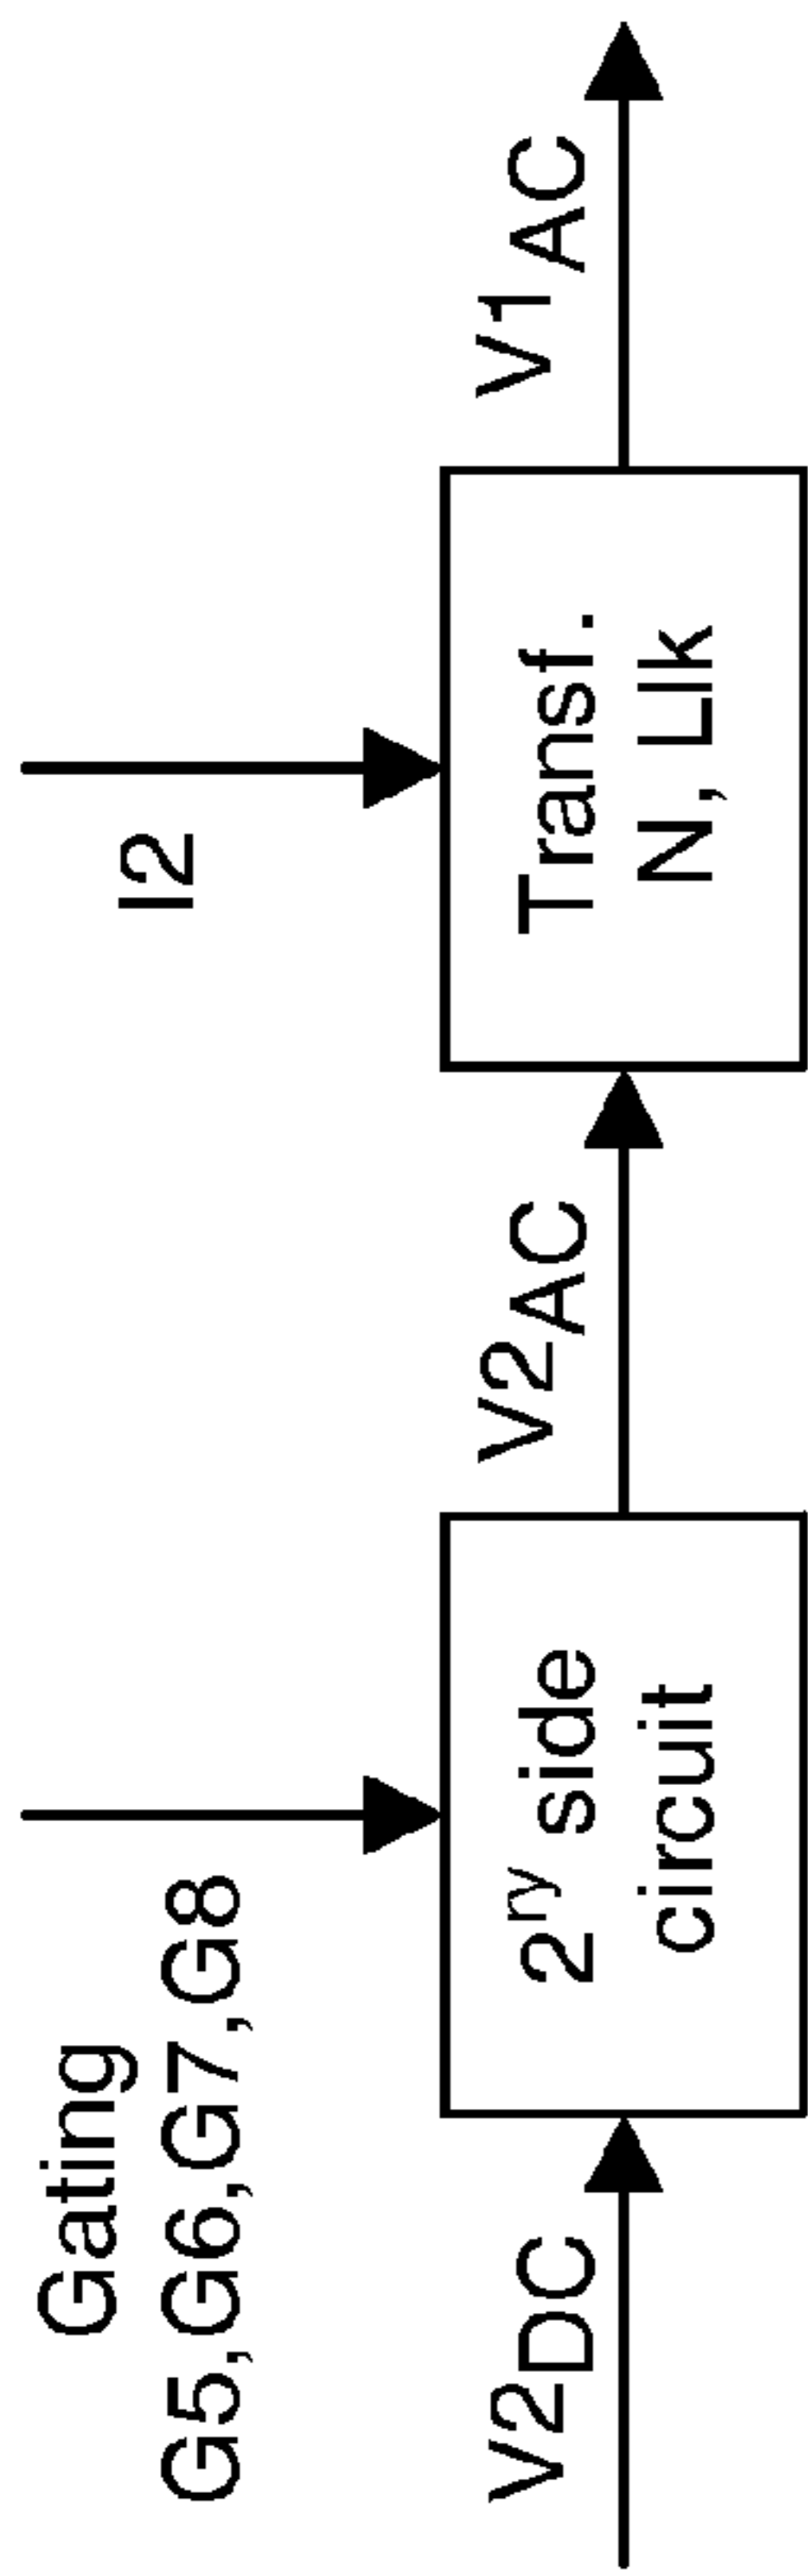 Gating
G5,G6,G7,G8
I2
V2DC
2ry side
circuit
V2AC
Transf.
N, Llk
V1AC